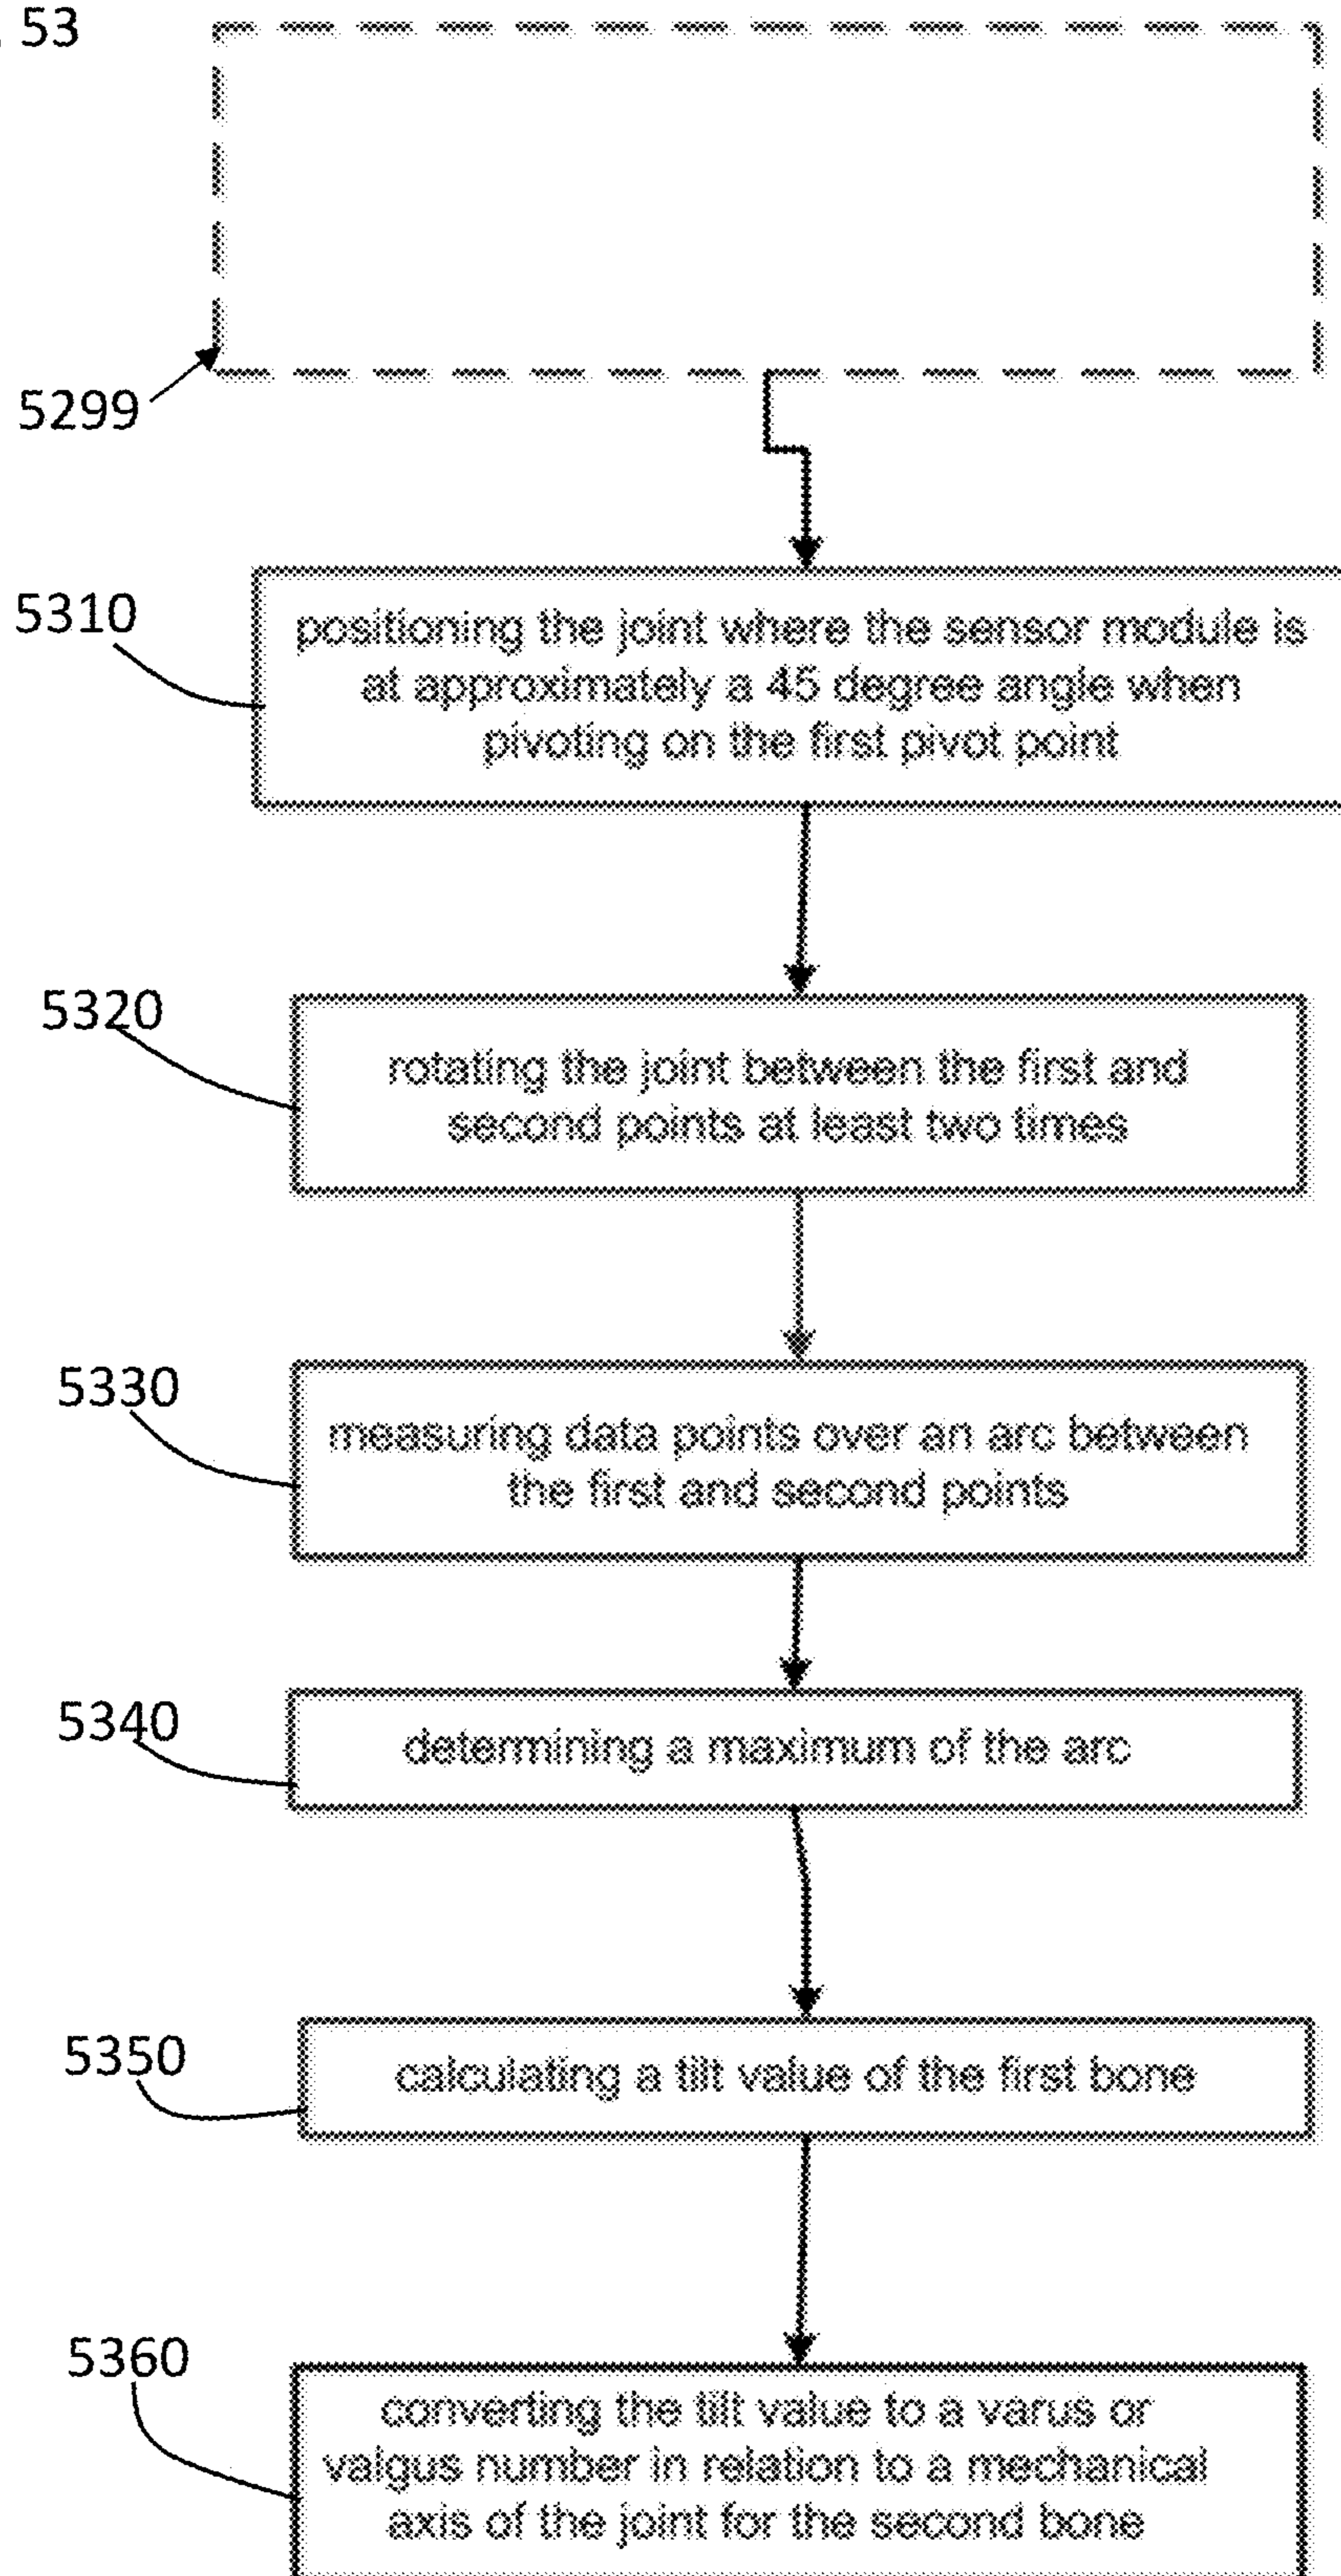 53
5299
5310
positioning the joint where the sensor module is
at approximately a 45 degree angle when
pivoting on the first pivot point
5320
rotating the joint between the first and
second points at least two times
5330
measuring data points over an arc between
the first and second points
5340
determining a maximum of the arc
5350
calculating a tilt value of the first bone
5360
converting the tilt value to a varus or
valgus number in relation to a mechanical
axis of the joint for the second bone